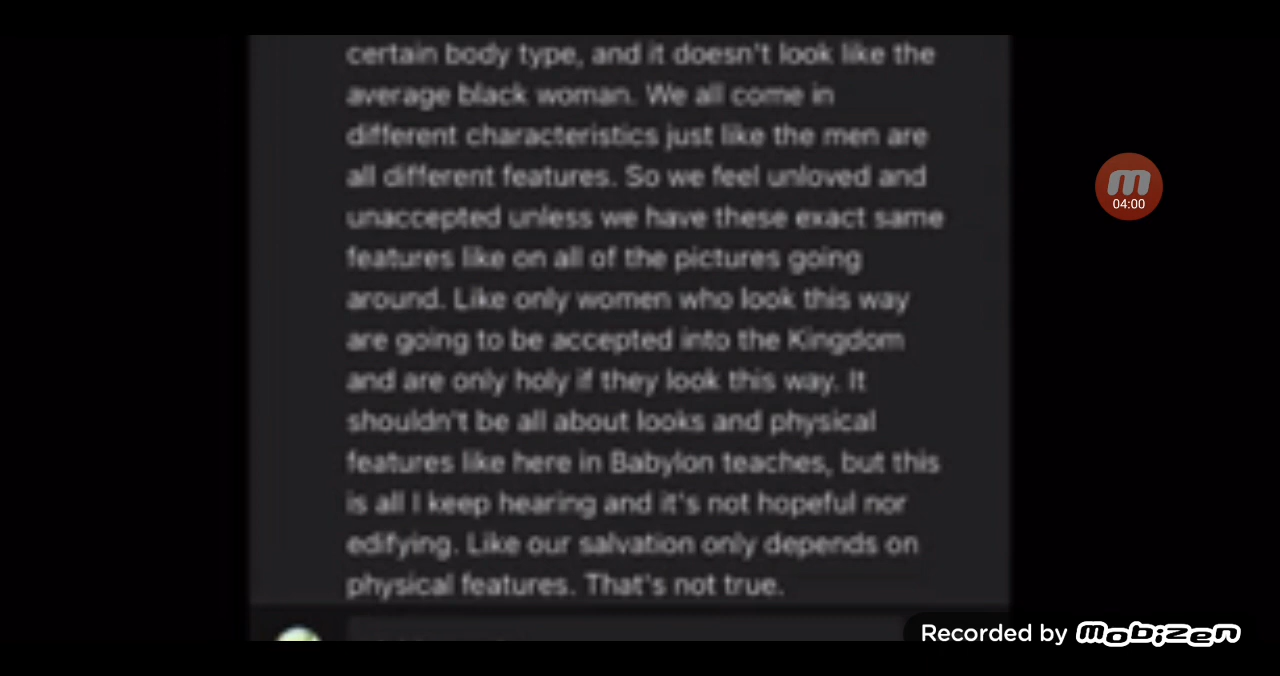 certain body type, and it doesn't look like the
average black woman. We all come in
different characteristics just like the men are
all different features. So we feel unloved and
unaccepted unless we have these exact same
features like on all of the pictures going
around. Like only women who look this way
are going to be accepted into the Kingdom
and are only holy if they look this way. It
shouldn't be all about looks and physical
features like here in Babylon teaches, but this
is all I keep hearing and it's not hopeful nor
edifying. Like our salvation only depends on
physical features. That's not true.
m
04:00
Recorded by mobizen